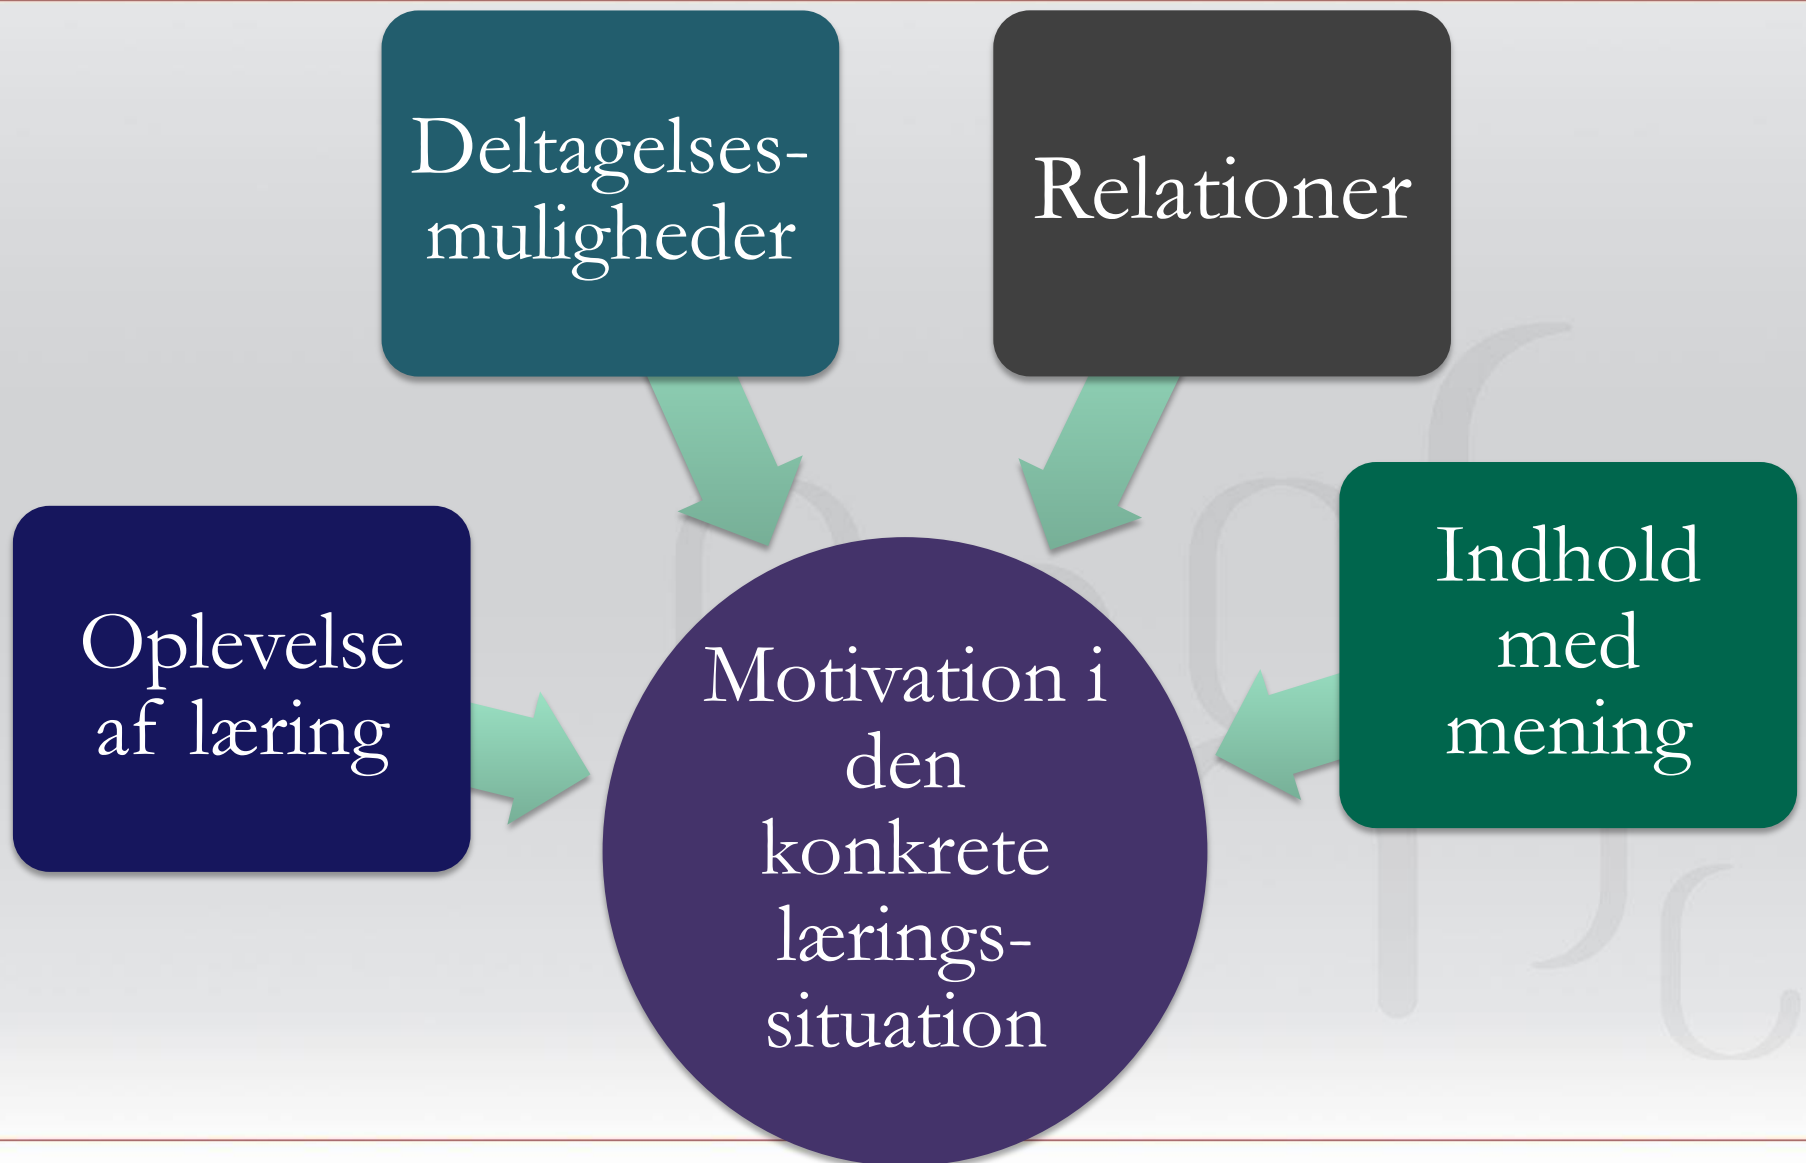 Deltagelses-
muligheder
Relationer
Oplevelse
af læring
Indhold
med
mening
Motivation i
den
konkrete
lærings-
situation